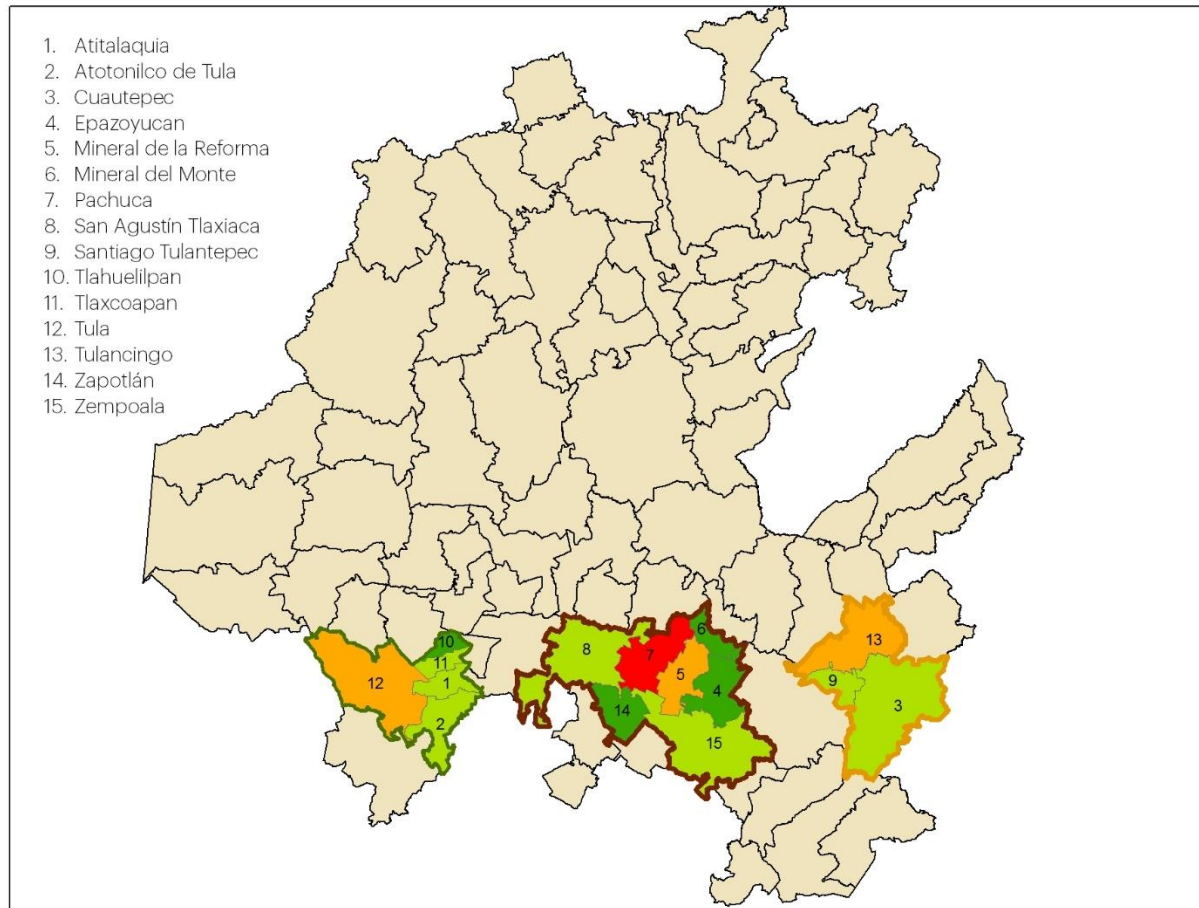 1. Atitalaquia
2. Atotonilco de Tula
3. Cuautepec
4. Epazoyucan
5. Mineral de la Reforma
6. Mineral del Monte
7. Pachuca
8. San Agustín Tlaxiaca
9. Santiago Tulantepec
10. Tlahuelilpan
11. Tlaxcoapan
12. Tula
13. Tulancingo
14. Zapotlán
15. Zempoala
6
10
13
8
7
11
5
9
12
1
4
3
14
2
15